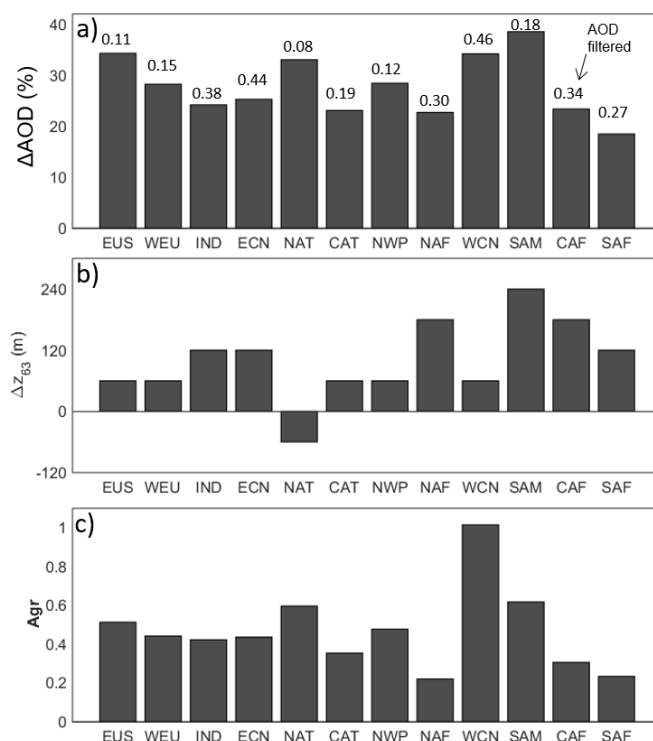 a)
ΔAOD (%)
40
30
20
10
0
0.11
0.15
0.38
0.44
0.08
0.19
0.12
0.30
0.46
0.18
0.34
0.27
AOD
filtered
EUS WEU IND ECN NAT CAT NWP NAF WCN SAM CAF SAF
b)
Δz63 (m)
240
120
0
-120
EUS WEU IND ECN NAT CAT NWP NAF WCN SAM CAF SAF
c)
Agr
1
0.8
0.6
0.4
0.2
0
EUS WEU IND ECN NAT CAT NWP NAF WCN SAM CAF SAF